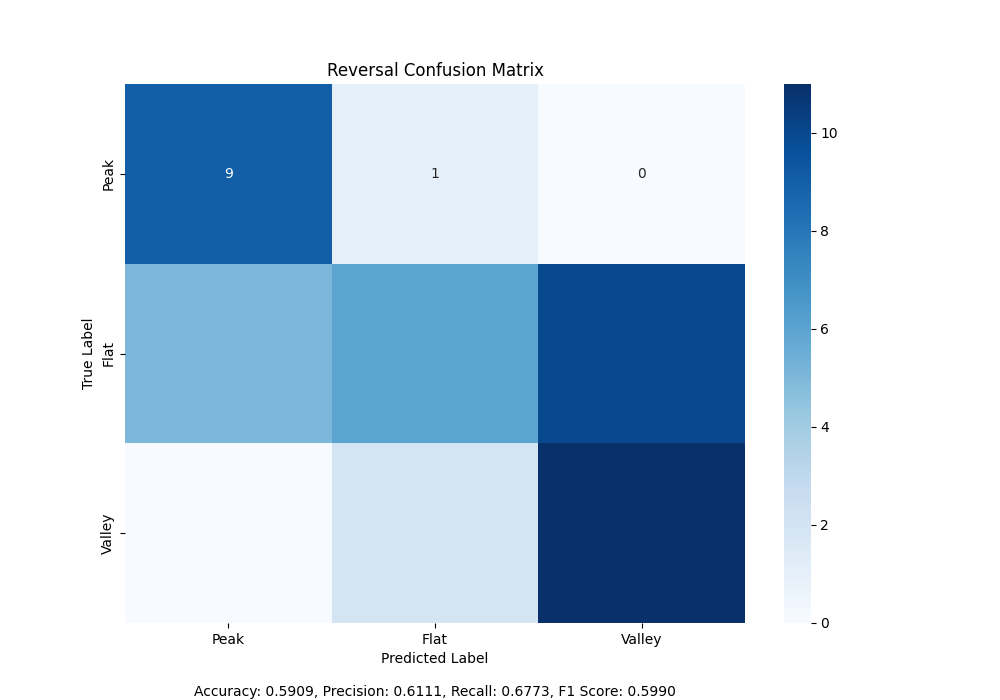 Reversal Confusion Matrix
Peak 9 1 0 10
8
True Label Flat 6
4
Valley 2
0
Peak Flat Valley
Predicted Label
Accuracy: 0.5909, Precision: 0.6111, Recall: 0.6773, F1 Score: 0.5990